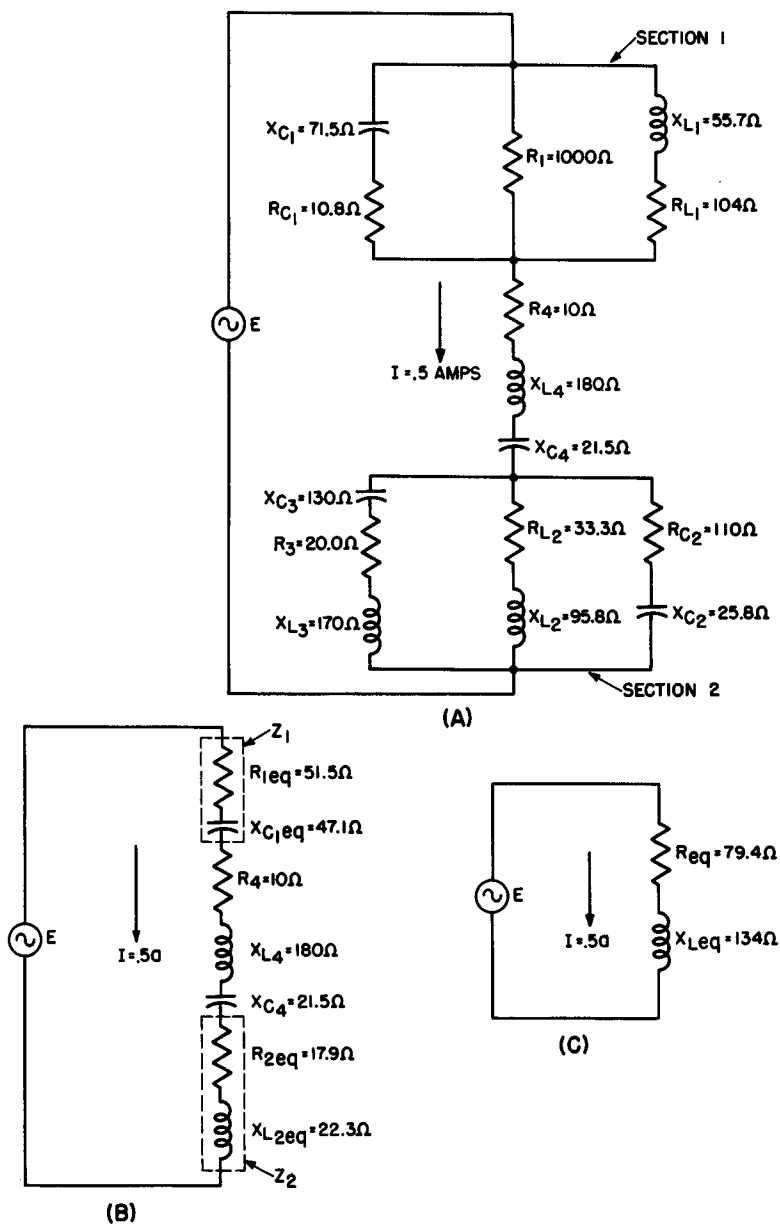 SECTION 1
XC1=71.5Ω
XL1=55.7Ω
R1=1000Ω
RC1=10.8Ω
RL1=104Ω
R4=10Ω
E
I=.5 AMPS
XL4=180Ω
XC4=21.5Ω
XC3=130Ω
RL2=33.3Ω
RC2=110Ω
R3=20.0Ω
XL3=170Ω
XL2=95.8Ω
XC2=25.8Ω
SECTION 2
(A)
Z1
R1eq=51.5Ω
XC1eq=47.1Ω
R4=10Ω
E
I=.5a
XL4=180Ω
XC4=21.5Ω
R2eq=17.9Ω
XL2eq=22.3Ω
Z2
(B)
Req=79.4Ω
E
I=.5a
XLeq=134Ω
(C)